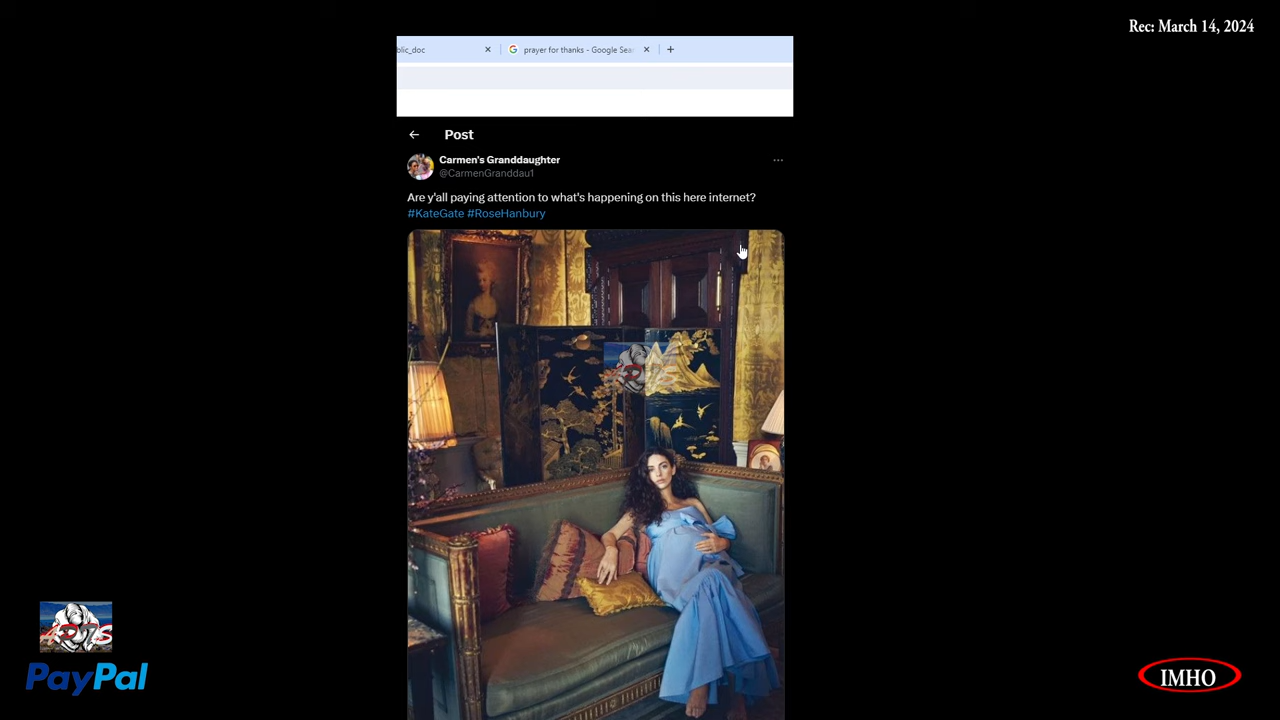 Rec: March 14, 2024
blic_doc
prayer for thanks - Google Sea
Post
Carmen's Granddaughter
@CarmenGranddau1
Are y'all paying attention to what's happening on this here internet?
#KateGate #RoseHanbury
PayPal
IMHO